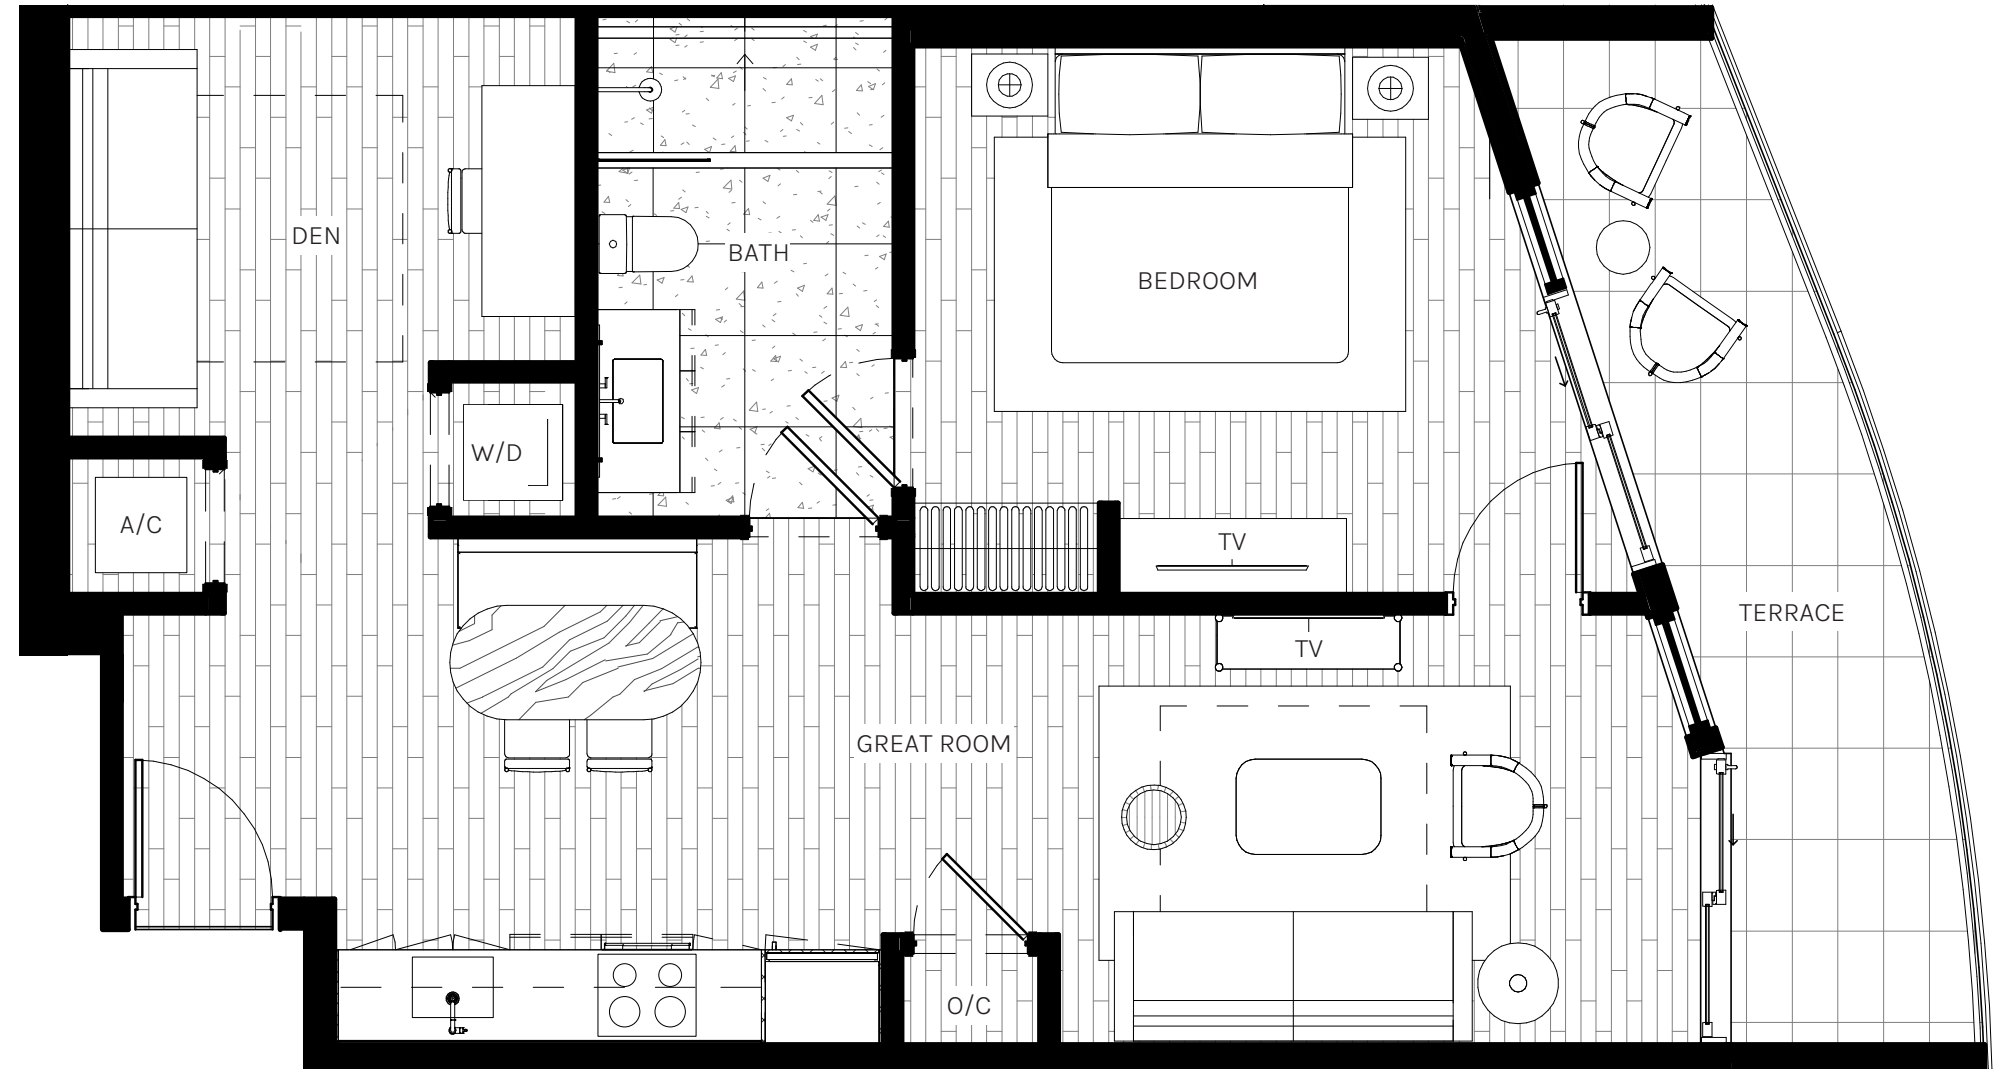 DEN
BATH
BEDROOM
W/D
A/C
TV
TERRACE
TV
GREAT ROOM
O/C